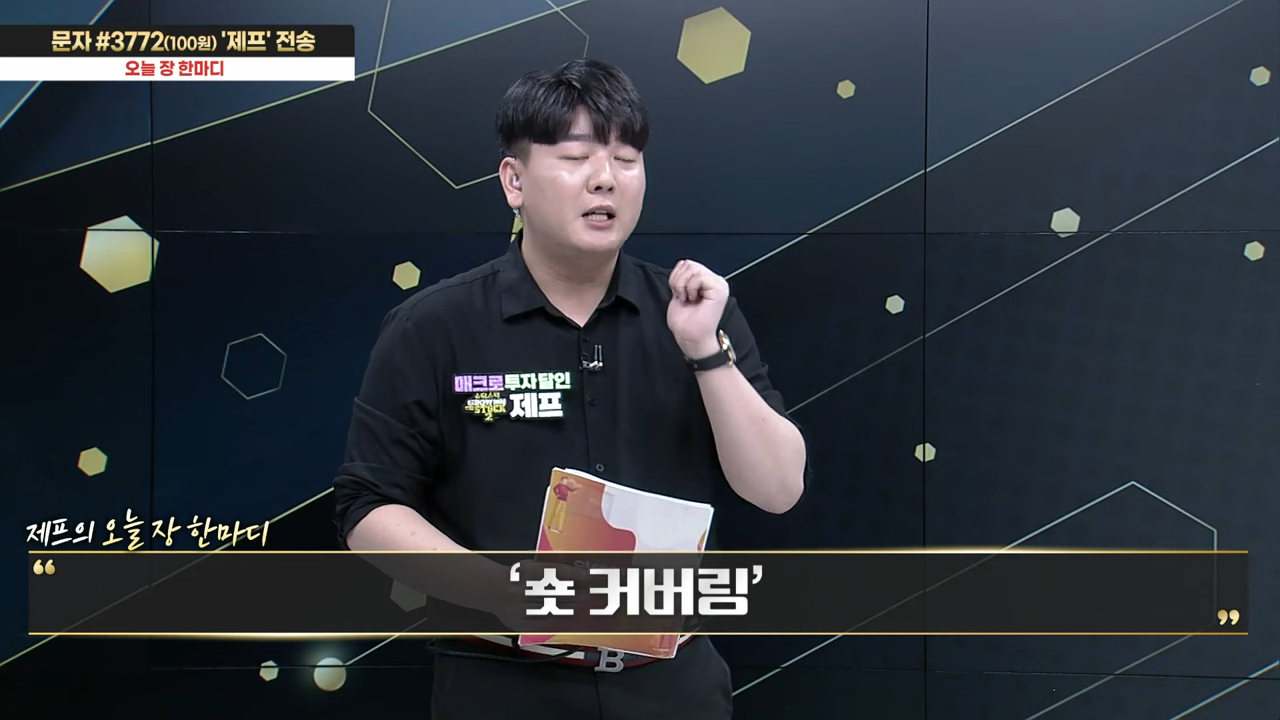 문자 #3772(100원) '제프' 전송
오늘 장 한마디
매크로투자달인
STOCK
2
제프
제프의 오늘 장 한마디
“
‘숏 커버링’
”
B